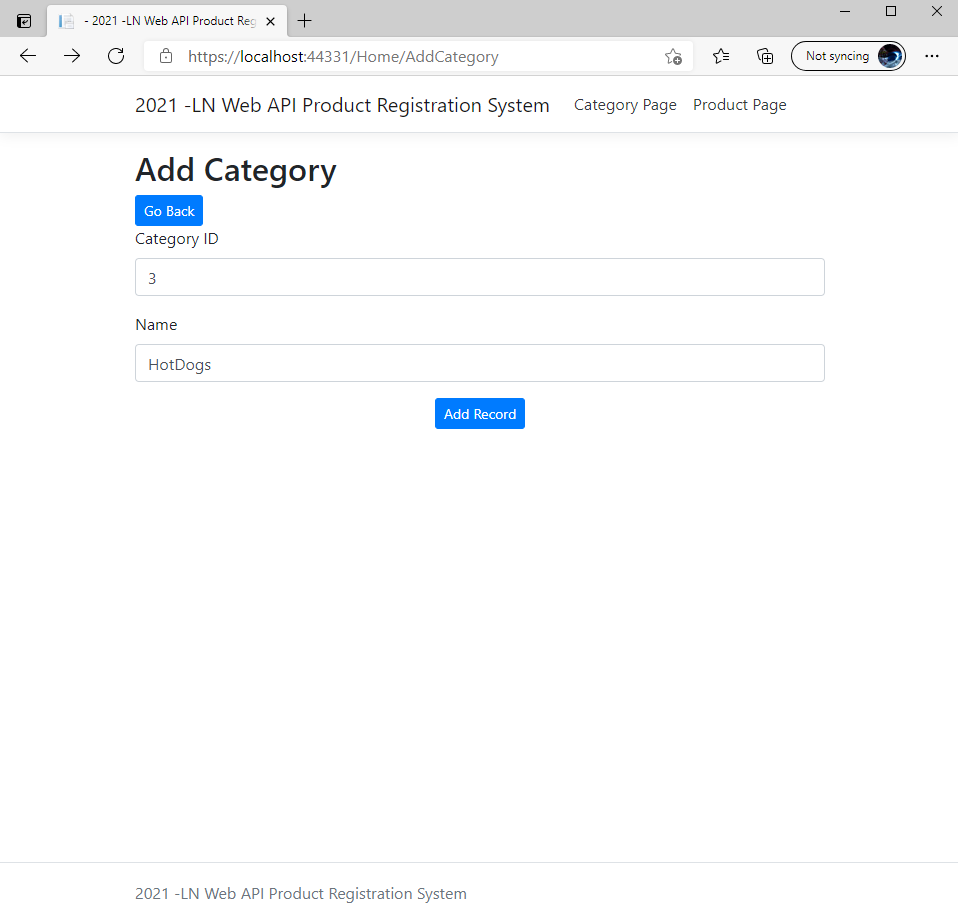 - 2021 -LN Web API Product Reg
https://localhost:44331/Home/AddCategory
Not syncing
2021 -LN Web API Product Registration System
Category Page
Product Page
Add Category
Go Back
Category ID
3
Name
HotDogs
Add Record
2021 -LN Web API Product Registration System